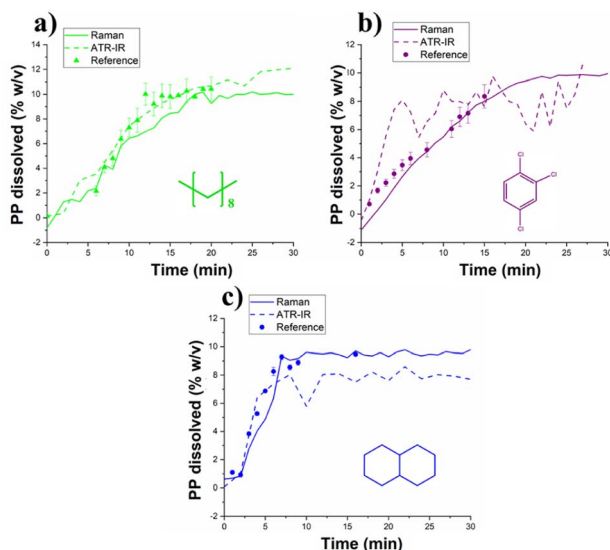 a)
Raman
ATR-IR
Reference
PP dissolved (% w/v)
14
12
10
8
6
4
2
0
-2
0 5 10 15 20 25 30
Time (min)
8
b)
Raman
ATR-IR
Reference
PP dissolved (% w/v)
12
10
8
6
4
2
0
-2
0 5 10 15 20 25 30
Time (min)
Cl
Cl
Cl
c)
Raman
ATR-IR
Reference
PP dissolved (% w/v)
12
10
8
6
4
2
0
-2
0 5 10 15 20 25 30
Time (min)